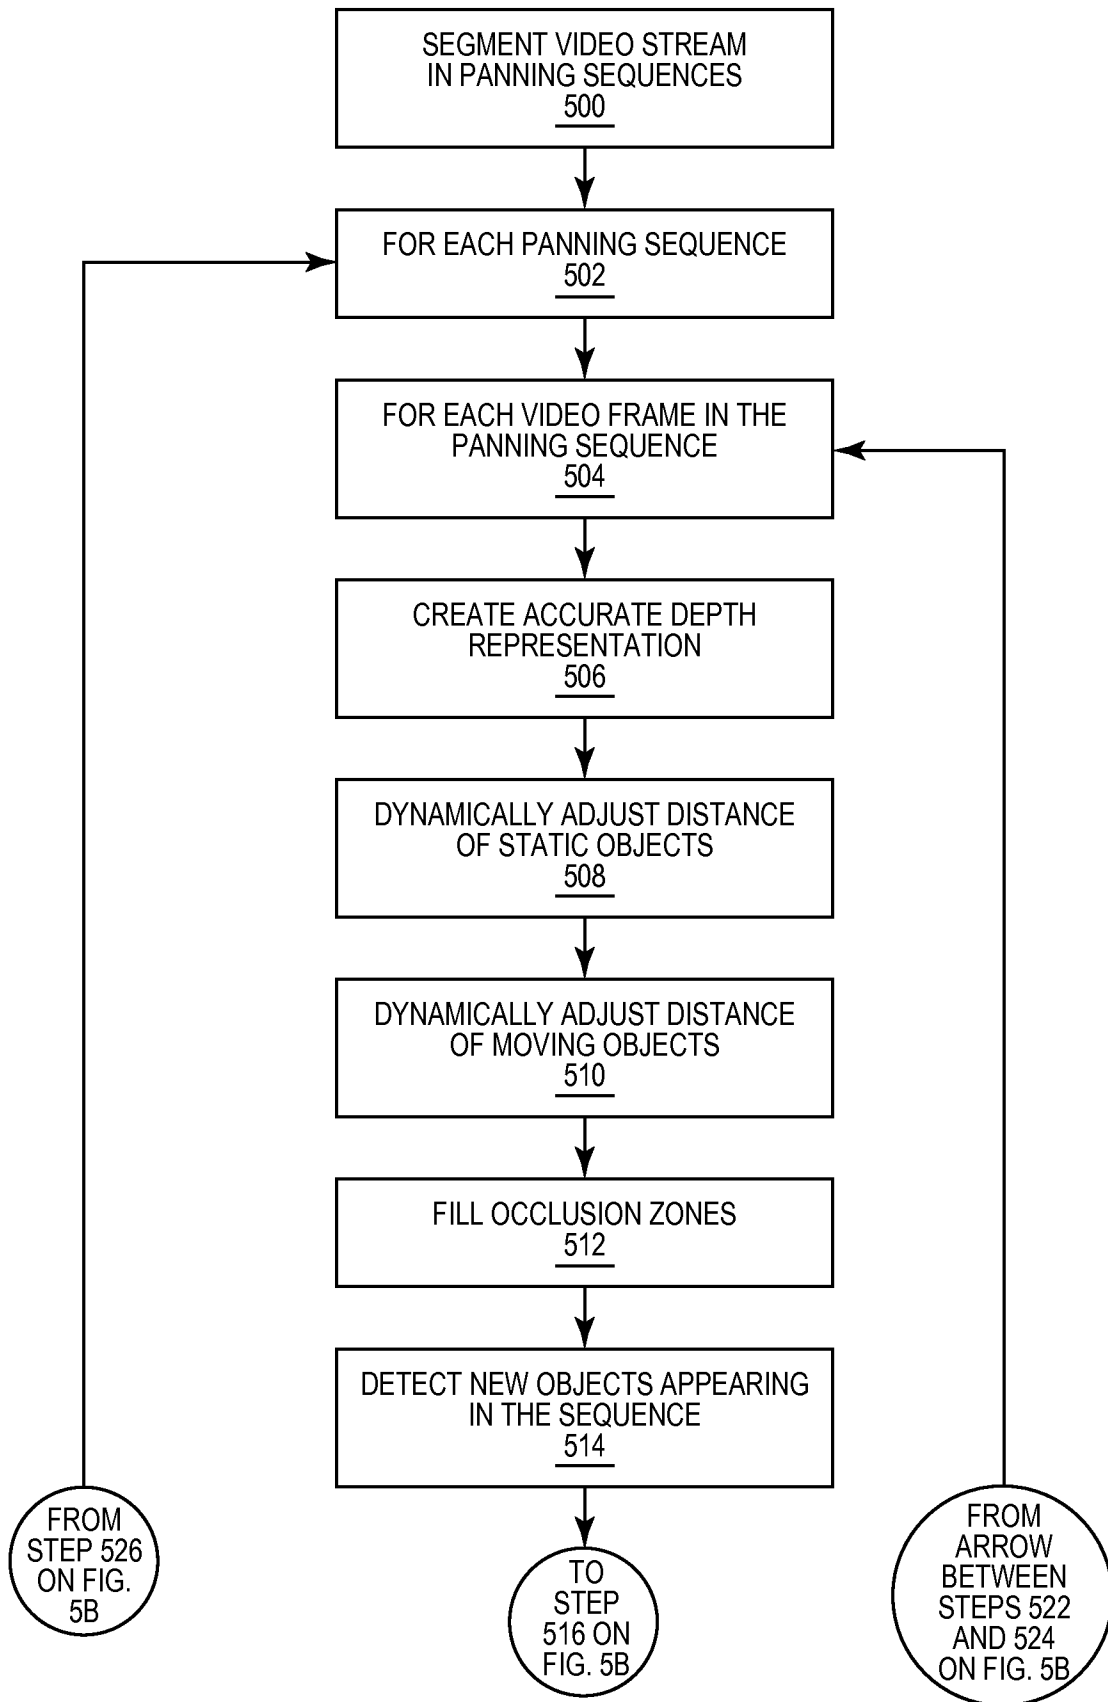 SEGMENT VIDEO STREAM
IN PANNING SEQUENCES
500
FOR EACH PANNING SEQUENCE
502
FOR EACH VIDEO FRAME IN THE
PANNING SEQUENCE
504
CREATE ACCURATE DEPTH
REPRESENTATION
506
DYNAMICALLY ADJUST DISTANCE
OF STATIC OBJECTS
508
DYNAMICALLY ADJUST DISTANCE
OF MOVING OBJECTS
510
FILL OCCLUSION ZONES
512
DETECT NEW OBJECTS APPEARING
IN THE SEQUENCE
514
FROM
STEP 526
ON FIG.
5B
TO
STEP
516 ON
FIG. 5B
FROM
ARROW
BETWEEN
STEPS 522
AND 524
ON FIG. 5B